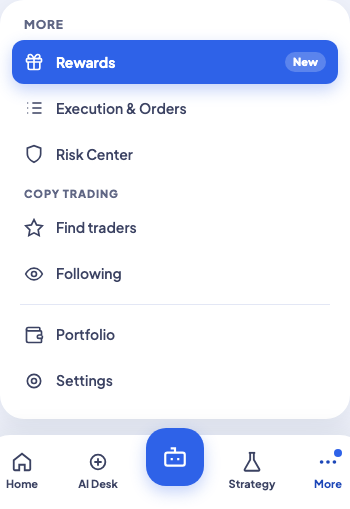 MORE
Rewards New
Execution & Orders
Risk Center
COPY TRADING
Find traders
Following
Portfolio
Settings
Home AI Desk Strategy More